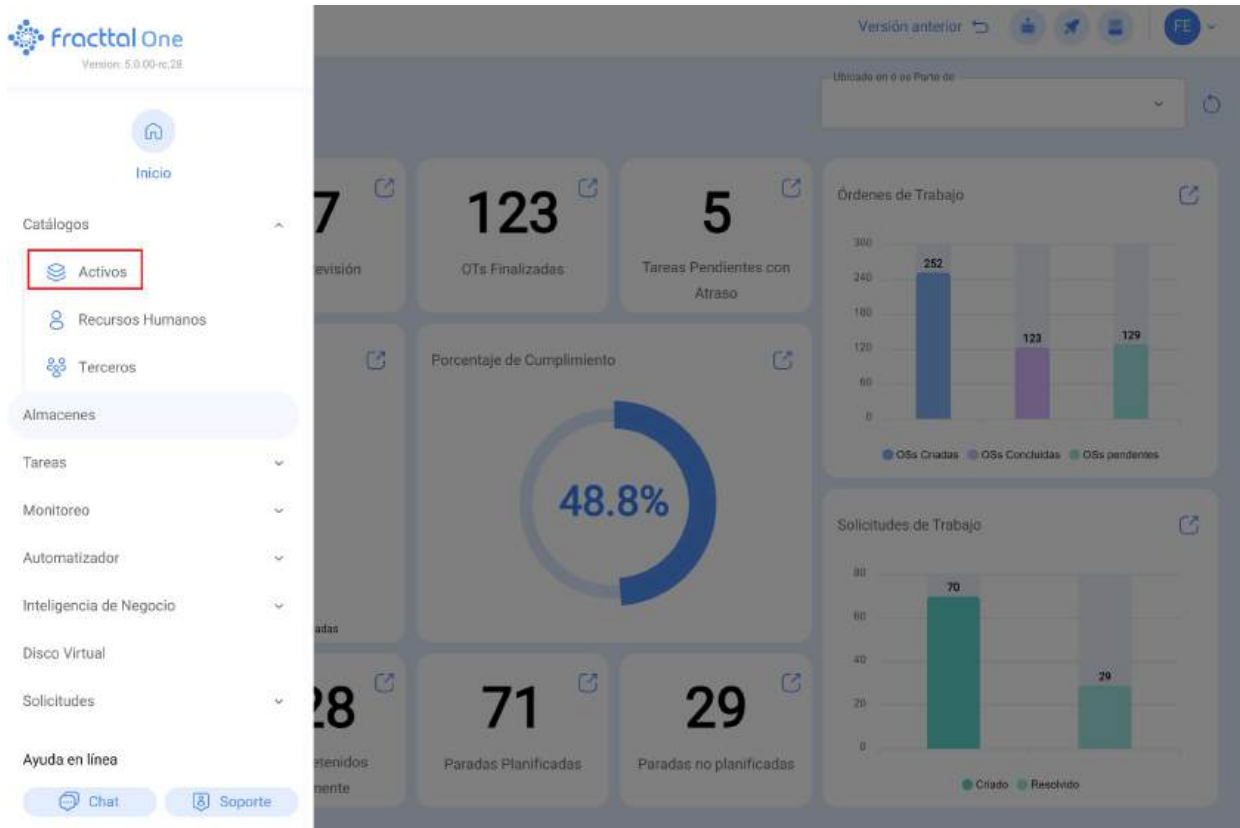 fracttal One
Version: 5.0.00-rc.28
Inicio
Catálogos
Activos
Recursos Humanos
Terceros
Almacenes
Tareas
Monitoreo
Automatizador
Inteligencia de Negocio
Disco Virtual
Solicitudes
Ayuda en línea
Chat
Soporte
Versión anterior
FE
Ubicado en ó es Parte de
7
evisión
123
OTs Finalizadas
5
Tareas Pendientes con
Atraso
Órdenes de Trabajo
300
240
180
120
60
0
252
123
129
OSs Criadas
OSs Concluidas
OSs pendentes
adas
Porcentaje de Cumplimiento
48.8%
Solicitudes de Trabajo
80
60
40
20
0
70
29
Criado
Resolvido
28
etenidos
mente
71
Paradas Planificadas
29
Paradas no planificadas